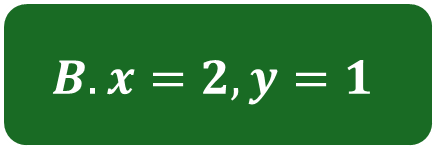 B. x = 2, y = 1